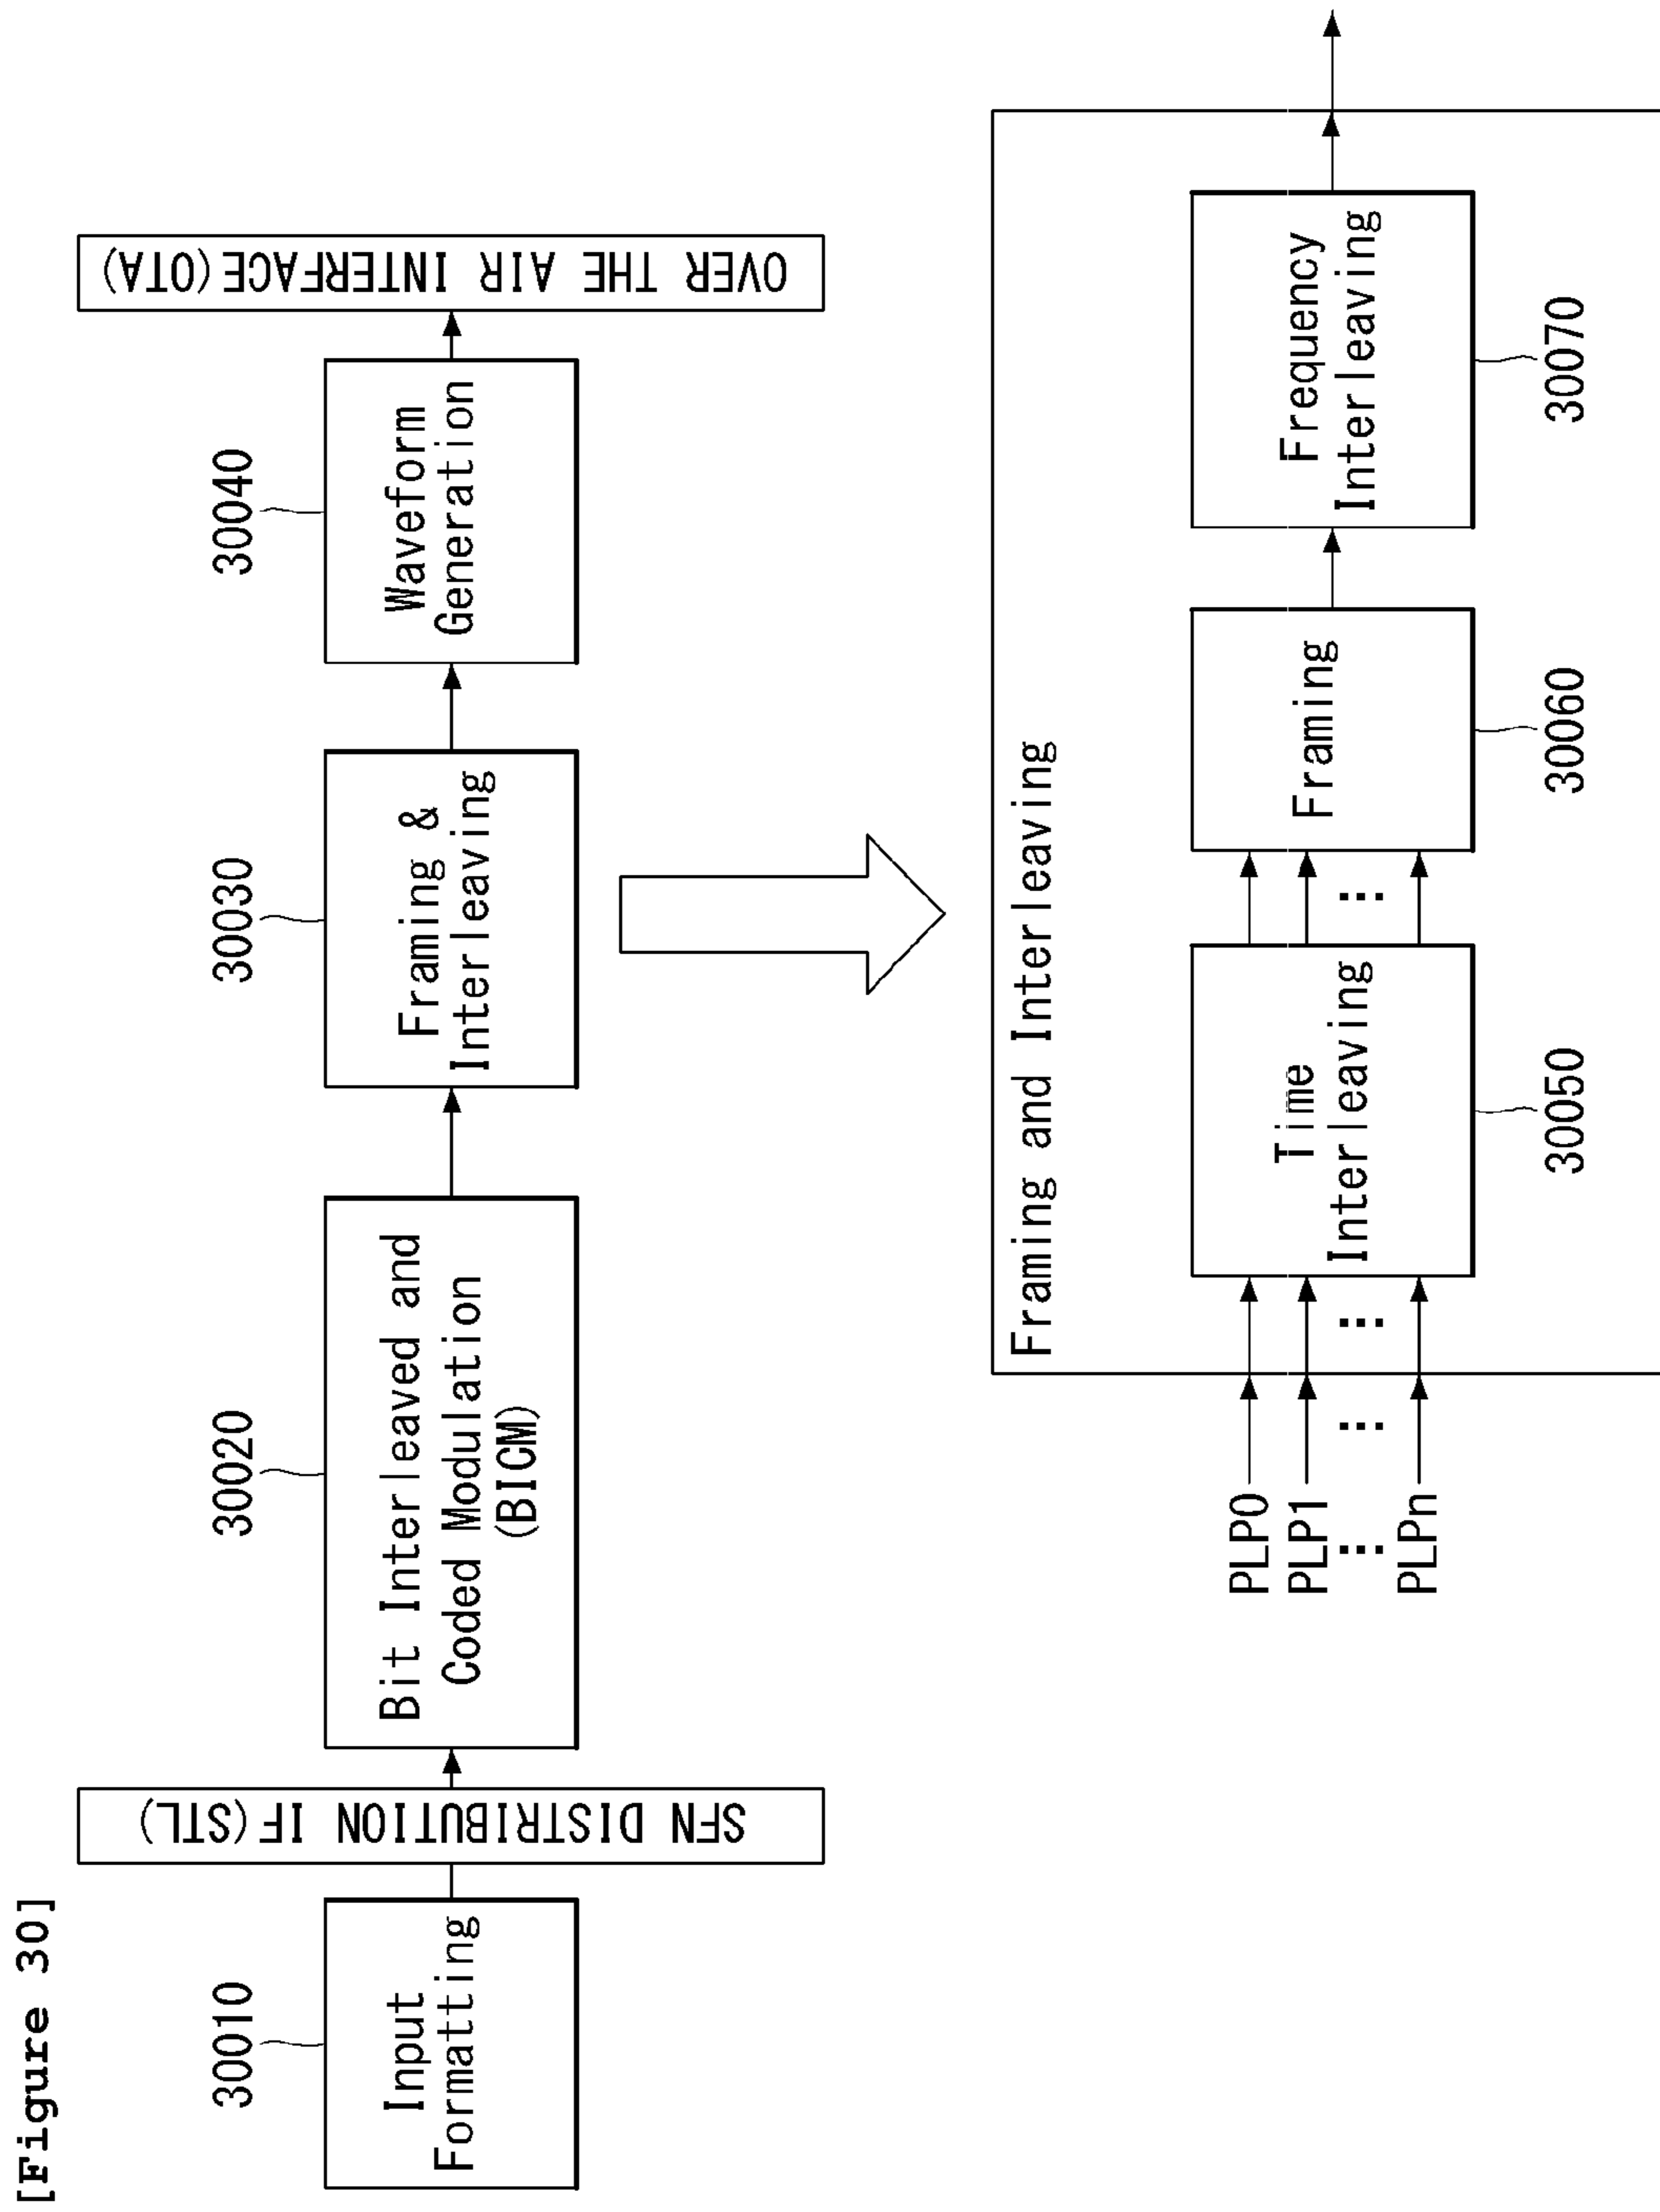 [Figure 30]
30010
30020
30030
30040
Input
Formatting
SFN DISTRIBUTION IF(STL)
Bit Interleaved and
Coded Modulation
(BICM)
Framing &
Interleaving
Waveform
Generation
OVER THE AIR INTERFACE(OTA)
Framing and Interleaving
PLP0
PLP1
⋮
PLPn
Time
Interleaving
Framing
Frequency
Interleaving
30050
30060
30070